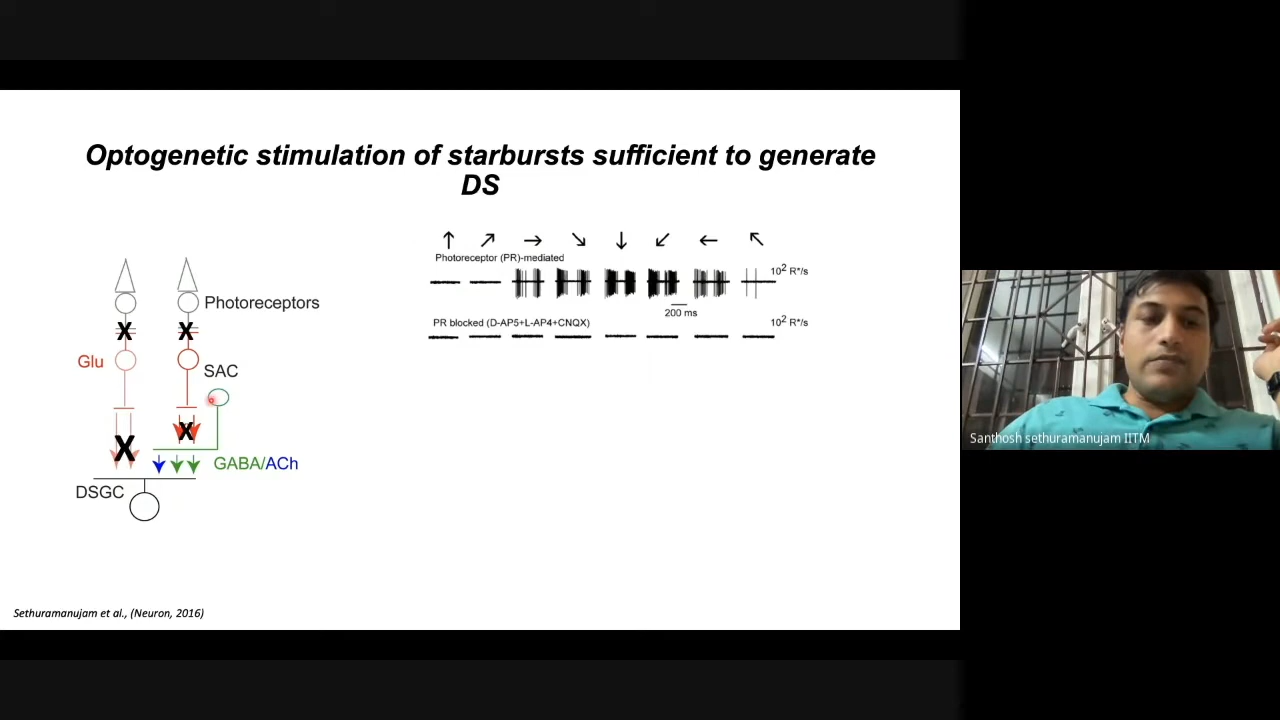 Optogenetic stimulation of starbursts sufficient to generate
DS
Photoreceptor (PR)-mediated
10² R*/s
200 ms
PR blocked (D-AP5+L-AP4+CNQX)
10² R*/s
Photoreceptors
X X
Glu
SAC
X
X
GABA/ACh
DSGC
Sethuramanujam et al., (Neuron, 2016)
Santhosh sethuramanujam IITM